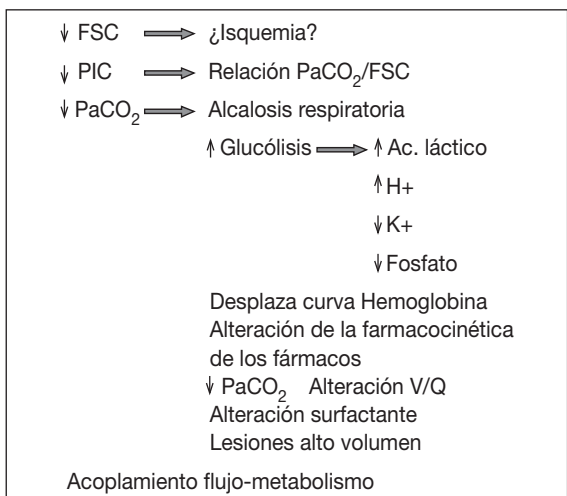 ↓ FSC ⟹ ¿Isquemia?
↓ PIC ⟹ Relación PaCO₂/FSC
↓ PaCO₂ ⟹ Alcalosis respiratoria
↑ Glucólisis ⟹ ↑ Ac. láctico
↑ H+
↓ K+
↓ Fosfato
Desplaza curva Hemoglobina
Alteración de la farmacocinética
de los fármacos
↓ PaCO₂ Alteración V/Q
Alteración surfactante
Lesiones alto volumen
Acoplamiento flujo-metabolismo